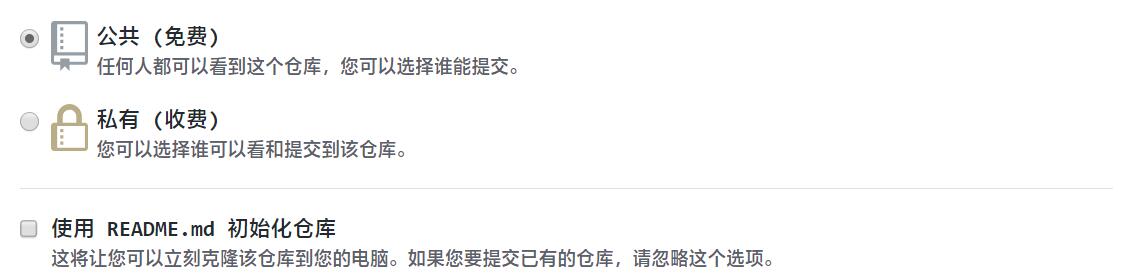 公共 (免费)
任何人都可以看到这个仓库，您可以选择谁能提交。
私有 (收费)
您可以选择谁可以看和提交到该仓库。
使用 README.md 初始化仓库
这将让您可以立刻克隆该仓库到您的电脑。如果您要提交已有的仓库，请忽略这个选项。